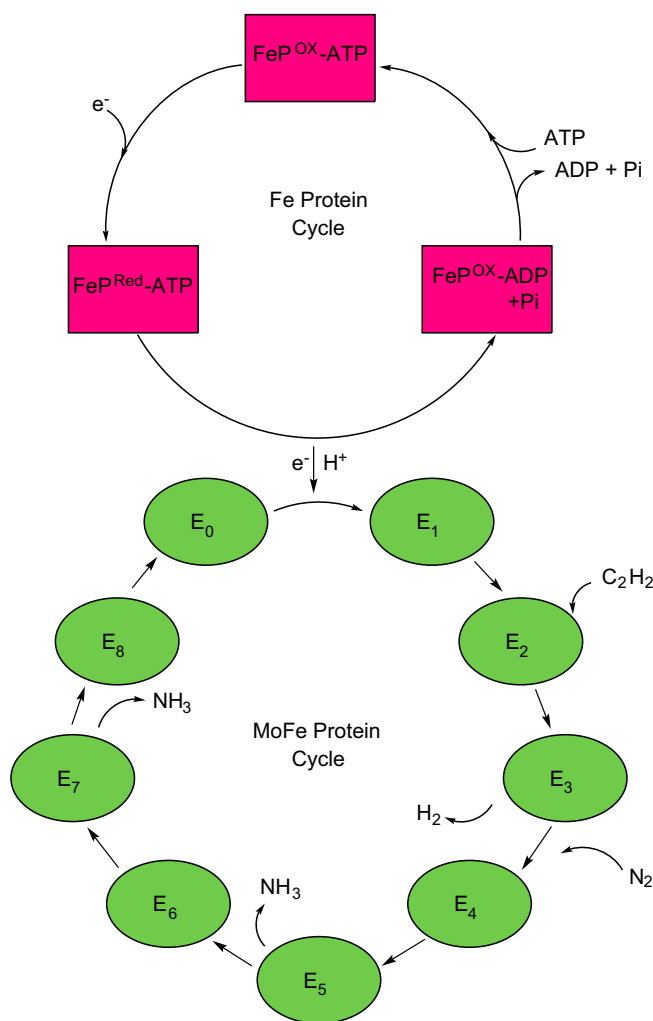 FeP^OX-ATP
e-
ATP
ADP + Pi
Fe Protein
Cycle
FeP^Red-ATP
FeP^OX-ADP
+Pi
e- H+
E0
E1
C2H2
E2
E8
NH3
MoFe Protein
Cycle
E7
E3
H2
N2
NH3
E6
E4
E5